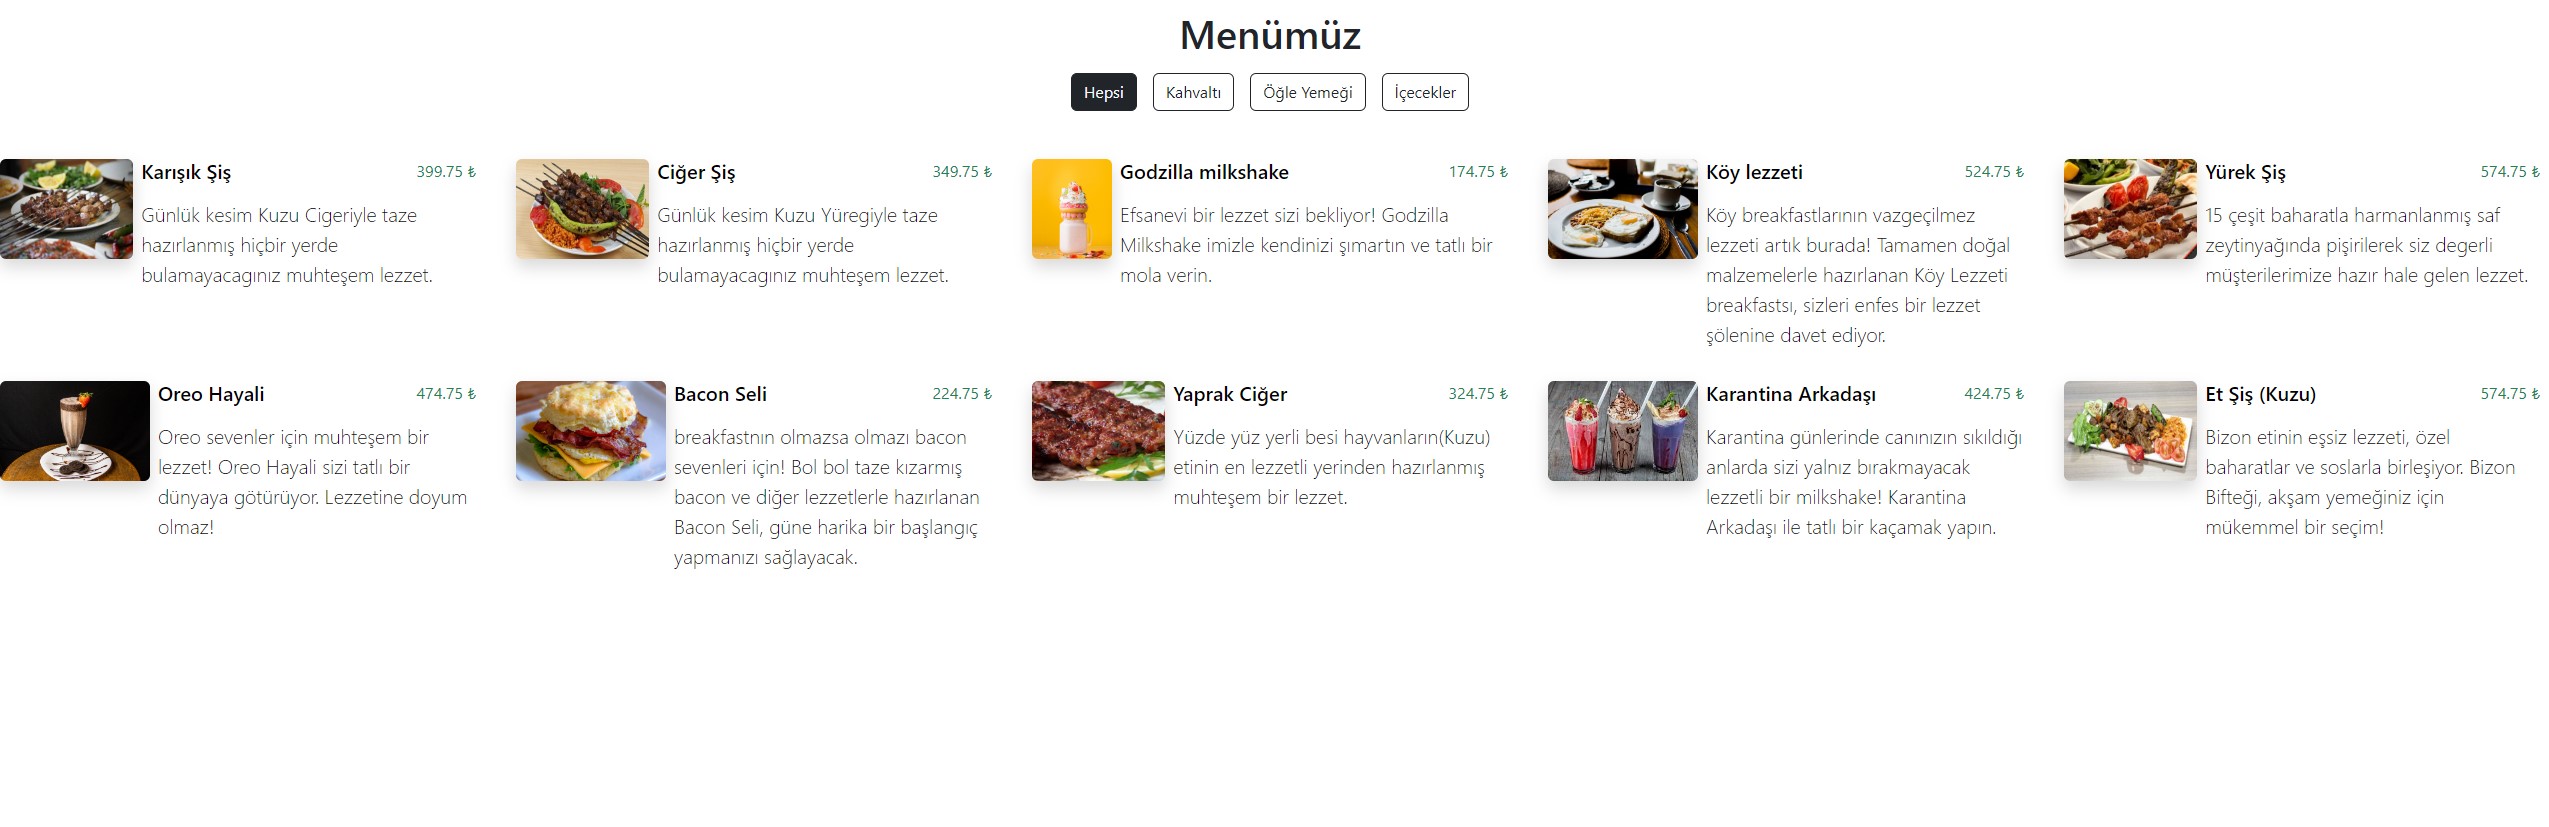 Menümüz
Hepsi
Kahvaltı
Öğle Yemeği
İçecekler
Karışık Şiş
399.75 ₺
Günlük kesim Kuzu Cigeriyle taze
hazırlanmış hiçbir yerde
bulamayacagınız muhteşem lezzet.
Ciğer Şiş
349.75 ₺
Günlük kesim Kuzu Yüregiyle taze
hazırlanmış hiçbir yerde
bulamayacagınız muhteşem lezzet.
Godzilla milkshake
174.75 ₺
Efsanevi bir lezzet sizi bekliyor! Godzilla
Milkshake imizle kendinizi şımartın ve tatlı bir
mola verin.
Köy lezzeti
524.75 ₺
Köy breakfastlarının vazgeçilmez
lezzeti artık burada! Tamamen doğal
malzemelerle hazırlanan Köy Lezzeti
breakfastsı, sizleri enfes bir lezzet
şölenine davet ediyor.
Yürek Şiş
574.75 ₺
15 çeşit baharatla harmanlanmış saf
zeytinyağında pişirilerek siz degerli
müşterilerimize hazır hale gelen lezzet.
Oreo Hayali
474.75 ₺
Oreo sevenler için muhteşem bir
lezzet! Oreo Hayali sizi tatlı bir
dünyaya götürüyor. Lezzetine doyum
olmaz!
Bacon Seli
224.75 ₺
breakfastnın olmazsa olmazı bacon
sevenleri için! Bol bol taze kızarmış
bacon ve diğer lezzetlerle hazırlanan
Bacon Seli, güne harika bir başlangıç
yapmanızı sağlayacak.
Yaprak Ciğer
324.75 ₺
Yüzde yüz yerli besi hayvanların(Kuzu)
etinin en lezzetli yerinden hazırlanmış
muhteşem bir lezzet.
Karantina Arkadaşı
424.75 ₺
Karantina günlerinde canınızın sıkıldığı
anlarda sizi yalnız bırakmayacak
lezzetli bir milkshake! Karantina
Arkadaşı ile tatlı bir kaçamak yapın.
Et Şiş (Kuzu)
574.75 ₺
Bizon etinin eşsiz lezzeti, özel
baharatlar ve soslarla birleşiyor. Bizon
Bifteği, akşam yemeğiniz için
mükemmel bir seçim!